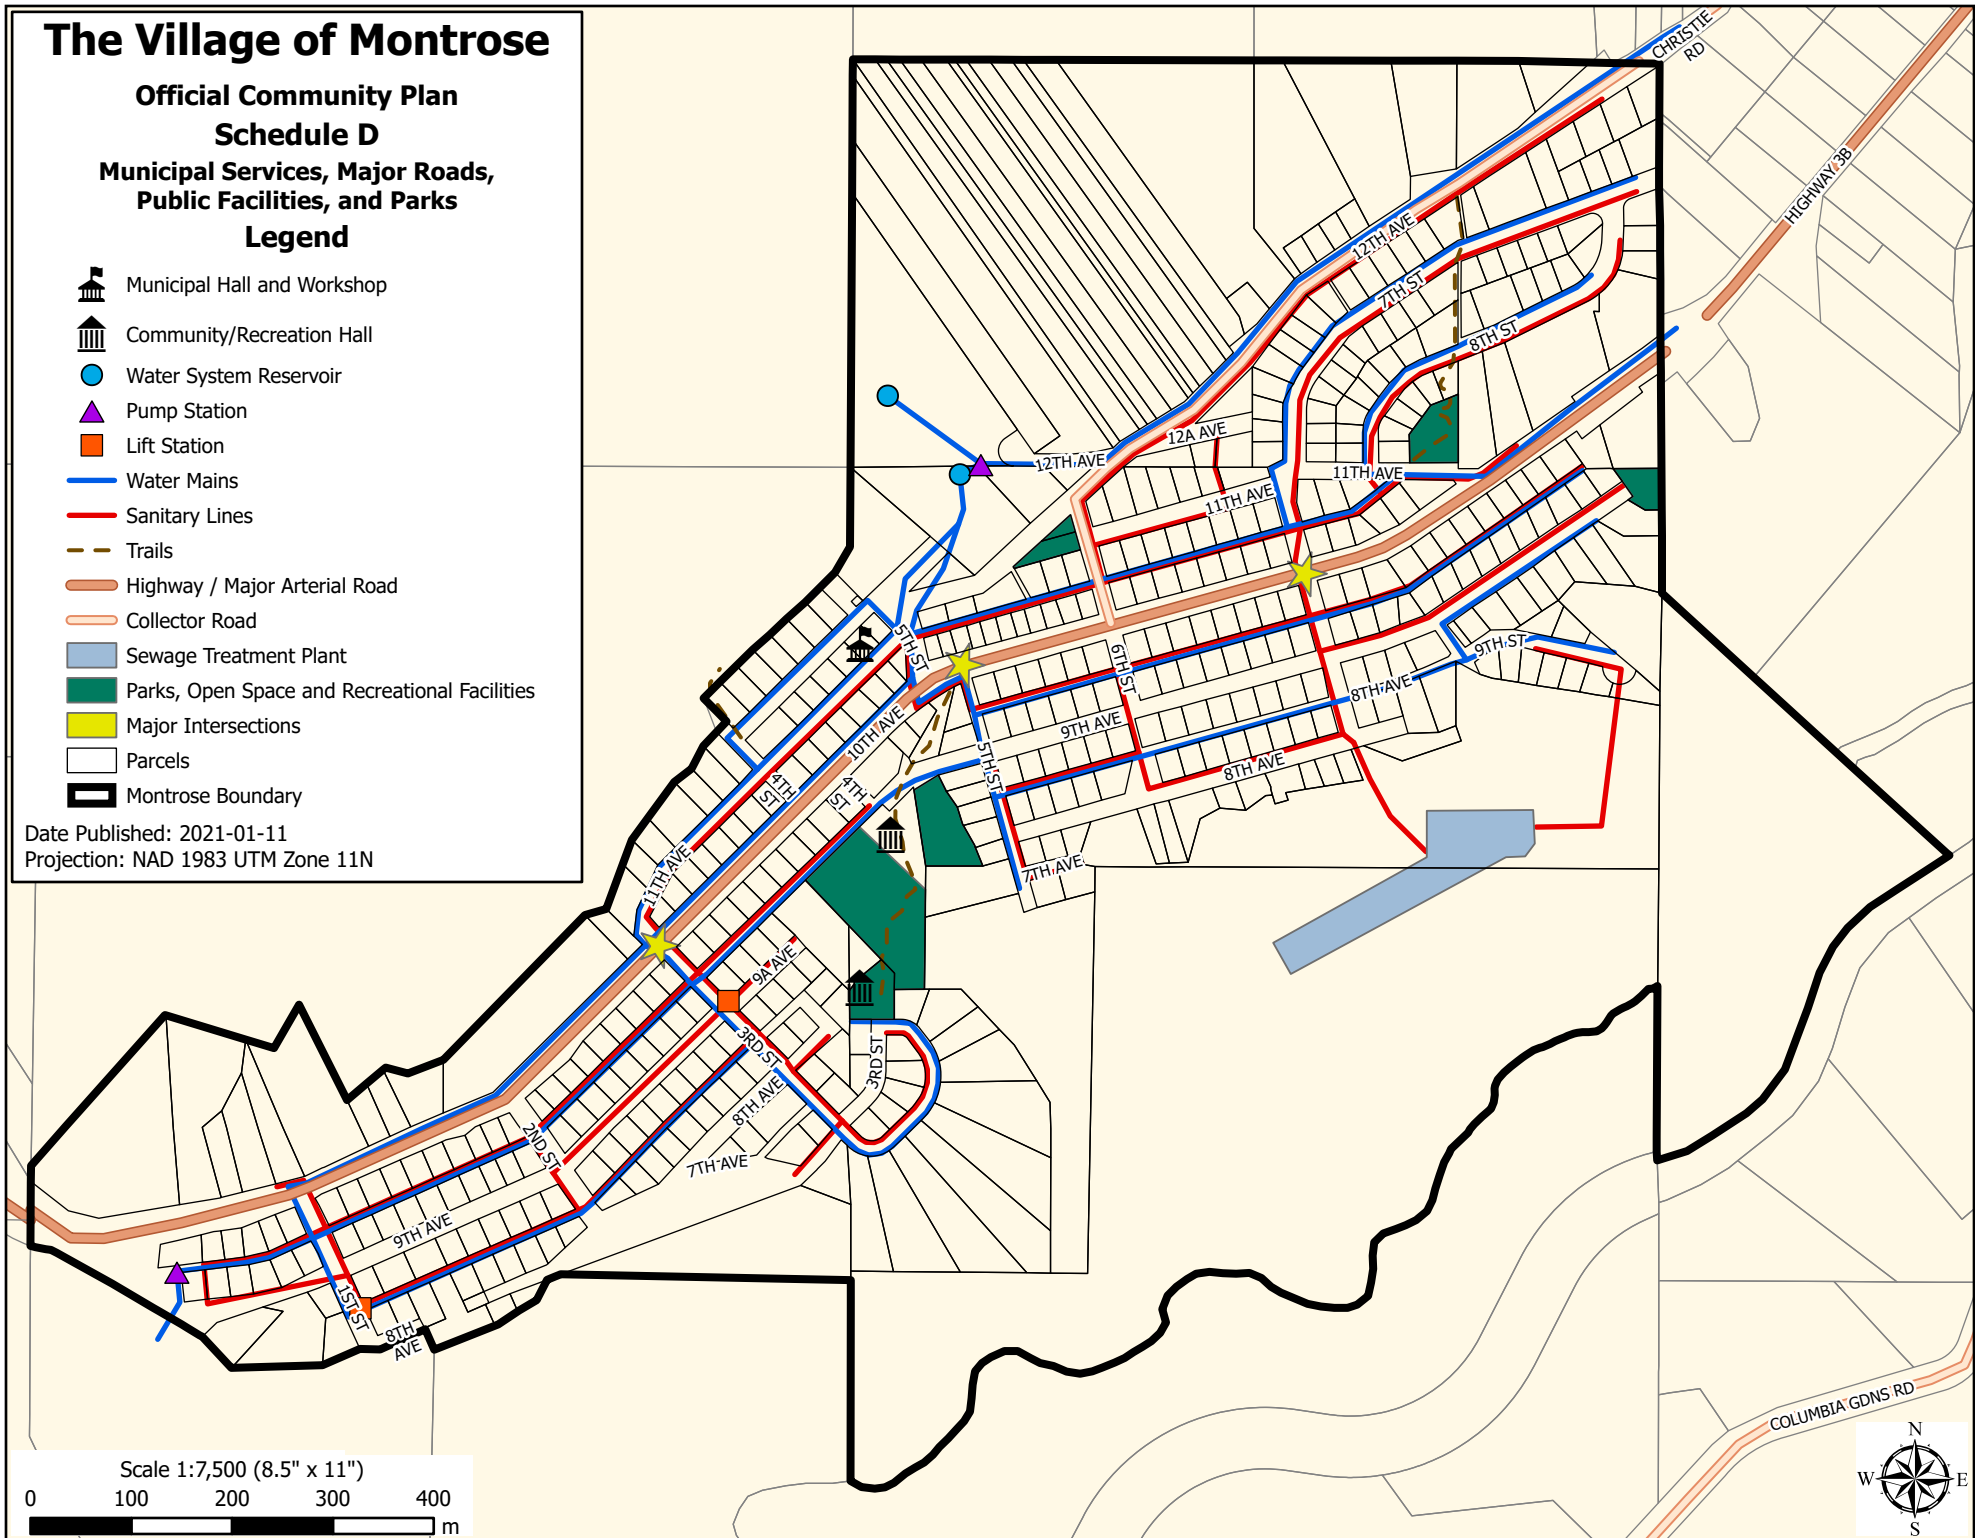 The Village of Montrose
Official Community Plan
Schedule D
Municipal Services, Major Roads,
Public Facilities, and Parks
Legend
Municipal Hall and Workshop
Community/Recreation Hall
Water System Reservoir
Pump Station
Lift Station
Water Mains
Sanitary Lines
Trails
Highway / Major Arterial Road
Collector Road
Sewage Treatment Plant
Parks, Open Space and Recreational Facilities
Major Intersections
Parcels
Montrose Boundary
Date Published: 2021-01-11
Projection: NAD 1983 UTM Zone 11N
CHRISTIE
RD
HIGHWAY 3B
12TH AVE
7TH ST
8TH ST
12A AVE
12TH AVE
11TH AVE
11TH AVE
5TH ST
6TH ST
9TH ST
8TH AVE
9TH AVE
10TH AVE
5TH ST
8TH AVE
4TH
ST
4TH
ST
11TH AVE
7TH AVE
9A AVE
3RD ST
3RD ST
8TH AVE
2ND ST
7TH AVE
9TH AVE
1ST ST
8TH
AVE
COLUMBIA GDNS RD
Scale 1:7,500 (8.5" x 11")
0 100 200 300 400
m
N
W E
S